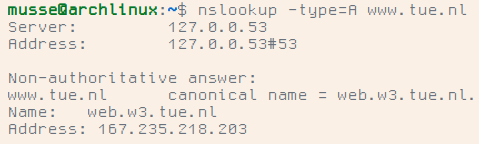 musse@archlinux:~$ nslookup -type=A www.tue.nl
Server:         127.0.0.53
Address:        127.0.0.53#53

Non-authoritative answer:
www.tue.nl      canonical name = web.w3.tue.nl.
Name:   web.w3.tue.nl
Address: 167.235.218.203